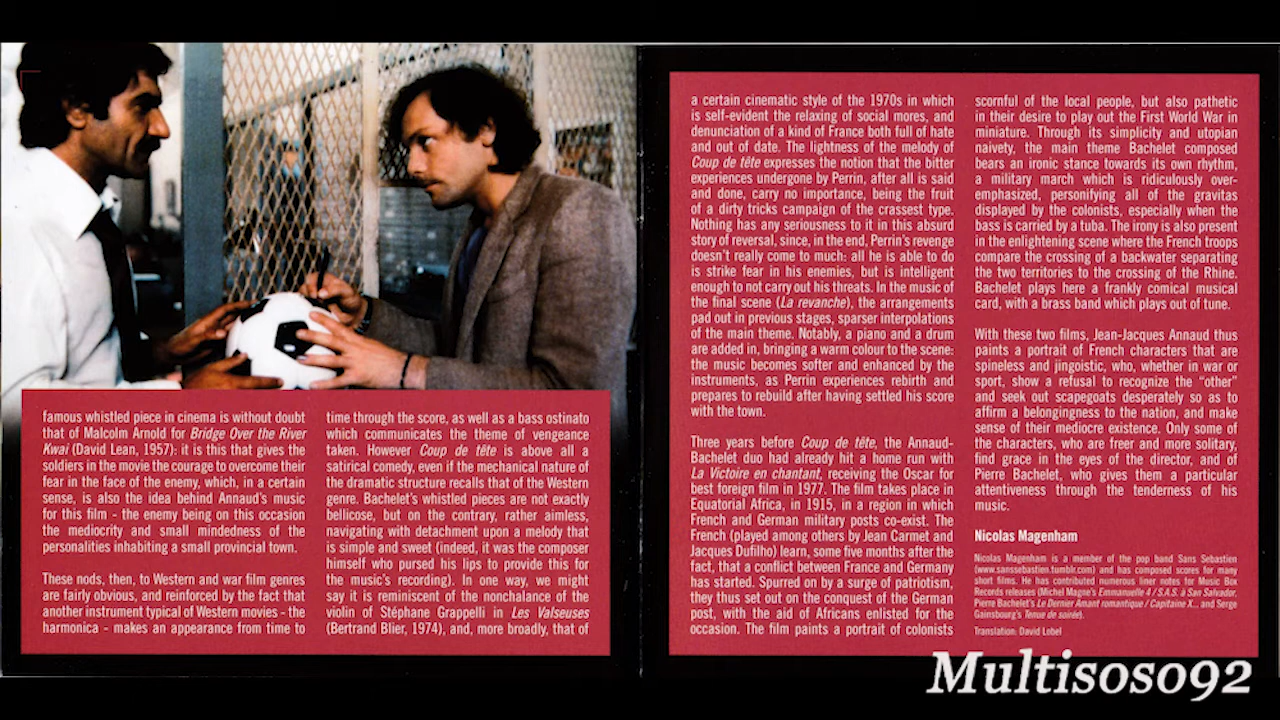 famous whistled piece in cinema is without doubt
that of Malcolm Arnold for Bridge Over the River
Kwai (David Lean, 1957): it is this that gives the
soldiers in the movie the courage to overcome their
fear in the face of the enemy, which, in a certain
sense, is also the idea behind Annaud's music
for this film - the enemy being on this occasion
the mediocrity and small mindedness of the
personalities inhabiting a small provincial town.
These nods, then, to Western and war film genres
are fairly obvious, and reinforced by the fact that
another instrument typical of Western movies - the
harmonica - makes an appearance from time to
time through the score, as well as a bass ostinato
which communicates the theme of vengeance
taken. However Coup de tête is above all a
satirical comedy, even if the mechanical nature of
the dramatic structure recalls that of the Western
genre. Bachelet's whistled pieces are not exactly
bellicose, but on the contrary, rather aimless,
navigating with detachment upon a melody that
is simple and sweet (indeed, it was the composer
himself who pursed his lips to provide this for
the music's recording). In one way, we might
say it is reminiscent of the nonchalance of the
violin of Stéphane Grappelli in Les Valseuses
(Bertrand Blier, 1974), and, more broadly, that of
a certain cinematic style of the 1970s in which
is self-evident the relaxing of social mores, and
denunciation of a kind of France both full of hate
and out of date. The lightness of the melody of
Coup de tête expresses the notion that the bitter
experiences undergone by Perrin, after all is said
and done, carry no importance, being the fruit
of a dirty tricks campaign of the crassest type.
Nothing has any seriousness to it in this absurd
story of reversal, since, in the end, Perrin's revenge
doesn't really come to much: all he is able to do
is strike fear in his enemies, but is intelligent
enough to not carry out his threats. In the music of
the final scene (La revanche), the arrangements
pad out in previous stages, sparser interpolations
of the main theme. Notably, a piano and a drum
are added in, bringing a warm colour to the scene:
the music becomes softer and enhanced by the
instruments, as Perrin experiences rebirth and
prepares to rebuild after having settled his score
with the town.
Three years before Coup de tête, the Annaud-
Bachelet duo had already hit a home run with
La Victoire en chantant, receiving the Oscar for
best foreign film in 1977. The film takes place in
Equatorial Africa, in 1915, in a region in which
French and German military posts co-exist. The
French (played among others by Jean Carmet and
Jacques Dufilho) learn, some five months after the
fact, that a conflict between France and Germany
has started. Spurred on by a surge of patriotism,
they thus set out on the conquest of the German
post, with the aid of Africans enlisted for the
occasion. The film paints a portrait of colonists
scornful of the local people, but also pathetic
in their desire to play out the First World War in
miniature. Through its simplicity and utopian
naivety, the main theme Bachelet composed
bears an ironic stance towards its own rhythm,
a military march which is ridiculously over-
emphasized, personifying all of the gravitas
displayed by the colonists, especially when the
bass is carried by a tuba. The irony is also present
in the enlightening scene where the French troops
compare the crossing of a backwater separating
the two territories to the crossing of the Rhine.
Bachelet plays here a frankly comical musical
card, with a brass band which plays out of tune.
With these two films, Jean-Jacques Annaud thus
paints a portrait of French characters that are
spineless and jingoistic, who, whether in war or
sport, show a refusal to recognize the "other"
and seek out scapegoats desperately so as to
affirm a belongingness to the nation, and make
sense of their mediocre existence. Only some of
the characters, who are freer and more solitary,
find grace in the eyes of the director, and of
Pierre Bachelet, who gives them a particular
attentiveness through the tenderness of his
music.
Nicolas Magenham
Nicolas Magenham is a member of the pop band Sans Sebastien
(www.sanssebastien.tumblr.com) and has composed scores for many
short films. He has contributed numerous liner notes for Music Box
Records releases (Michel Magne's Emmanuelle 4 / S.A.S. à San Salvador,
Pierre Bachelet's Le Dernier Amant romantique / Capitaine X... and Serge
Gainsbourg's Tenue de soirée).
Translation: David Lobel
Multisoso92